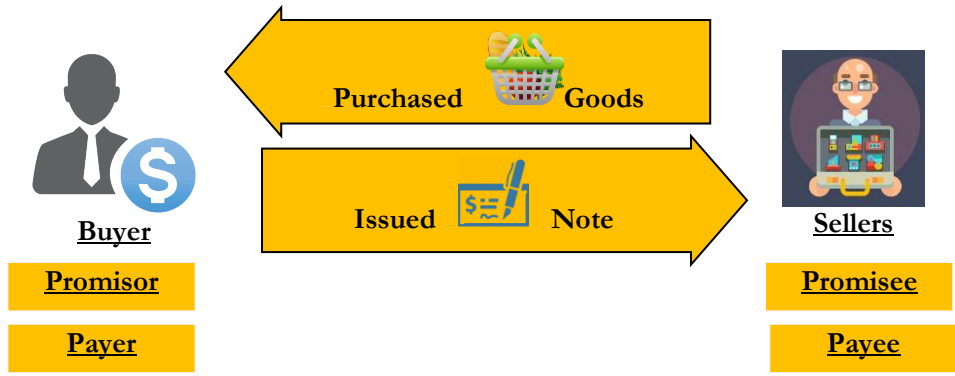 Purchased Goods
Issued Note
Buyer
Sellers
Promisor
Promisee
Payer
Payee